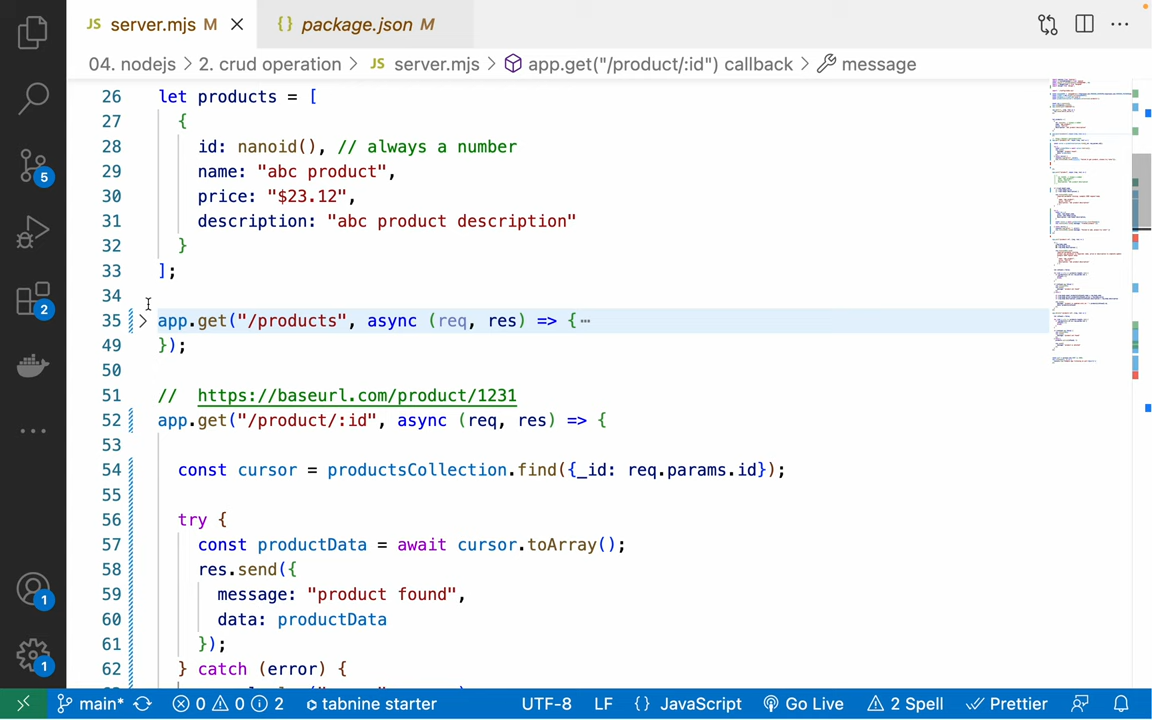 JS server.mjs M
{} package.json M
04. nodejs > 2. crud operation > JS server.mjs > app.get("/product/:id") callback > message
26 let products = [
27 {
28 id: nanoid(), // always a number
29 name: "abc product",
30 price: "$23.12",
31 description: "abc product description"
32 }
33 ];
34
35 app.get("/products", async (req, res) => {
49 });
50
51 // https://baseurl.com/product/1231
52 app.get("/product/:id", async (req, res) => {
53
54 const cursor = productsCollection.find({_id: req.params.id});
55
56 try {
57 const productData = await cursor.toArray();
58 res.send({
59 message: "product found",
60 data: productData
61 });
62 } catch (error) {
5
2
1
1
main* 0 0 2 tabnine starter UTF-8 LF {} JavaScript Go Live 2 Spell Prettier